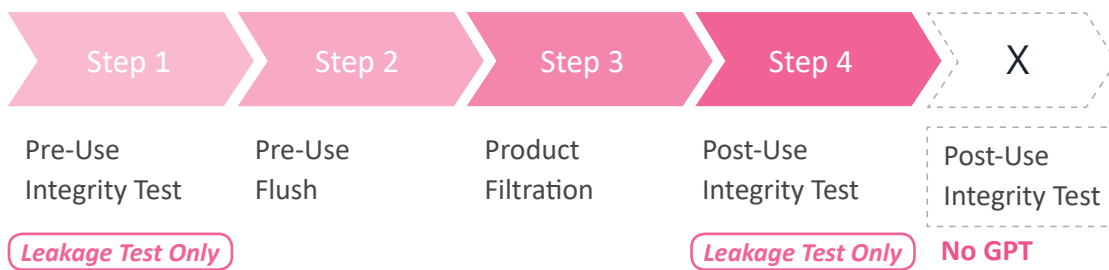 Step 1
Step 2
Step 3
Step 4
X
Pre-Use
Integrity Test
Pre-Use
Flush
Product
Filtration
Post-Use
Integrity Test
Post-Use
Integrity Test
Leakage Test Only
Leakage Test Only
No GPT